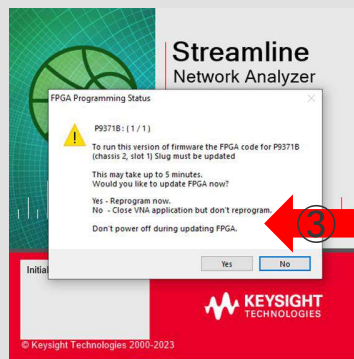 Streamline
Network Analyzer
FPGA Programming Status
P9371B: ( 1 / 1 )
To run this version of firmware the FPGA code for P9371B
(chassis 2, slot 1) Slug must be updated
This may take up to 5 minutes.
Would you like to update FPGA now?
Yes - Reprogram now.
No - Close VNA application but don't reprogram.
Don't power off during updating FPGA.
3
Yes
No
Initial
KEYSIGHT
TECHNOLOGIES
© Keysight Technologies 2000-2023